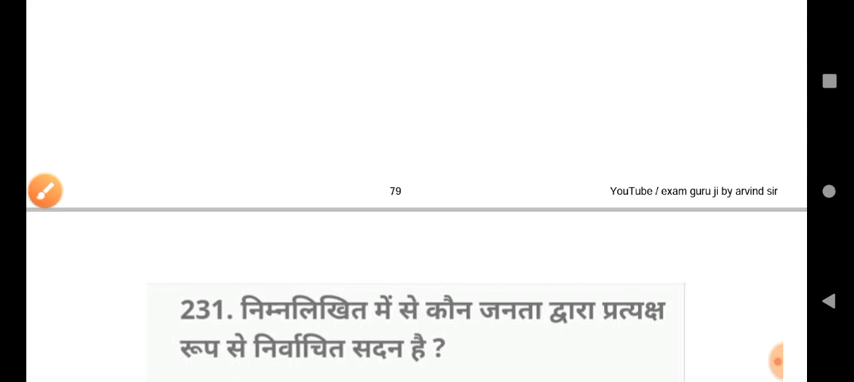 79
YouTube / exam guru ji by arvind sir
231. निम्नलिखित में से कौन जनता द्वारा प्रत्यक्ष
रूप से निर्वाचित सदन है ?